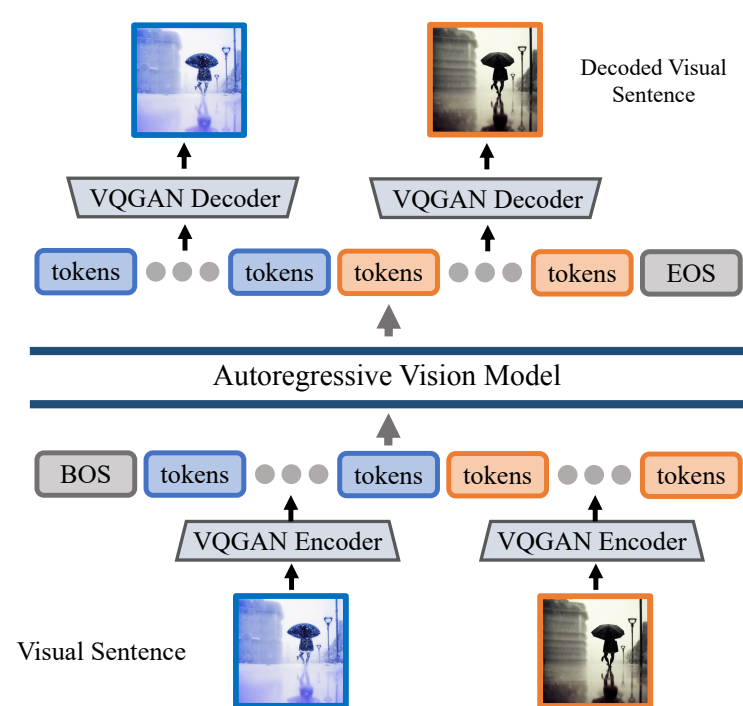 Decoded Visual
Sentence
VQGAN Decoder VQGAN Decoder
tokens tokens tokens tokens EOS
Autoregressive Vision Model
BOS tokens tokens tokens tokens
VQGAN Encoder VQGAN Encoder
Visual Sentence